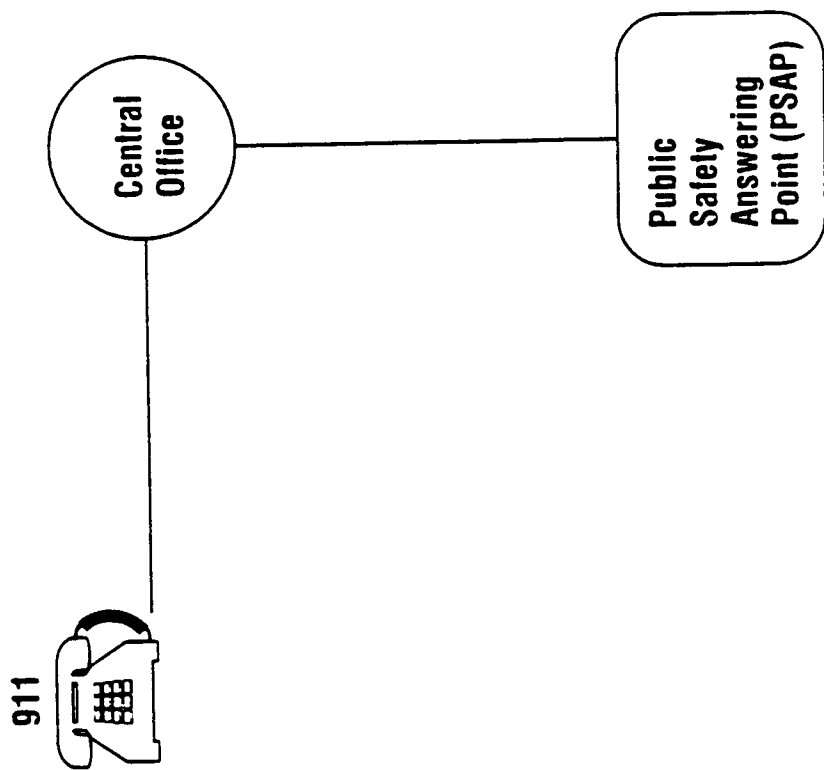 911
Central
Office
Public
Safety
Answering
Point (PSAP)